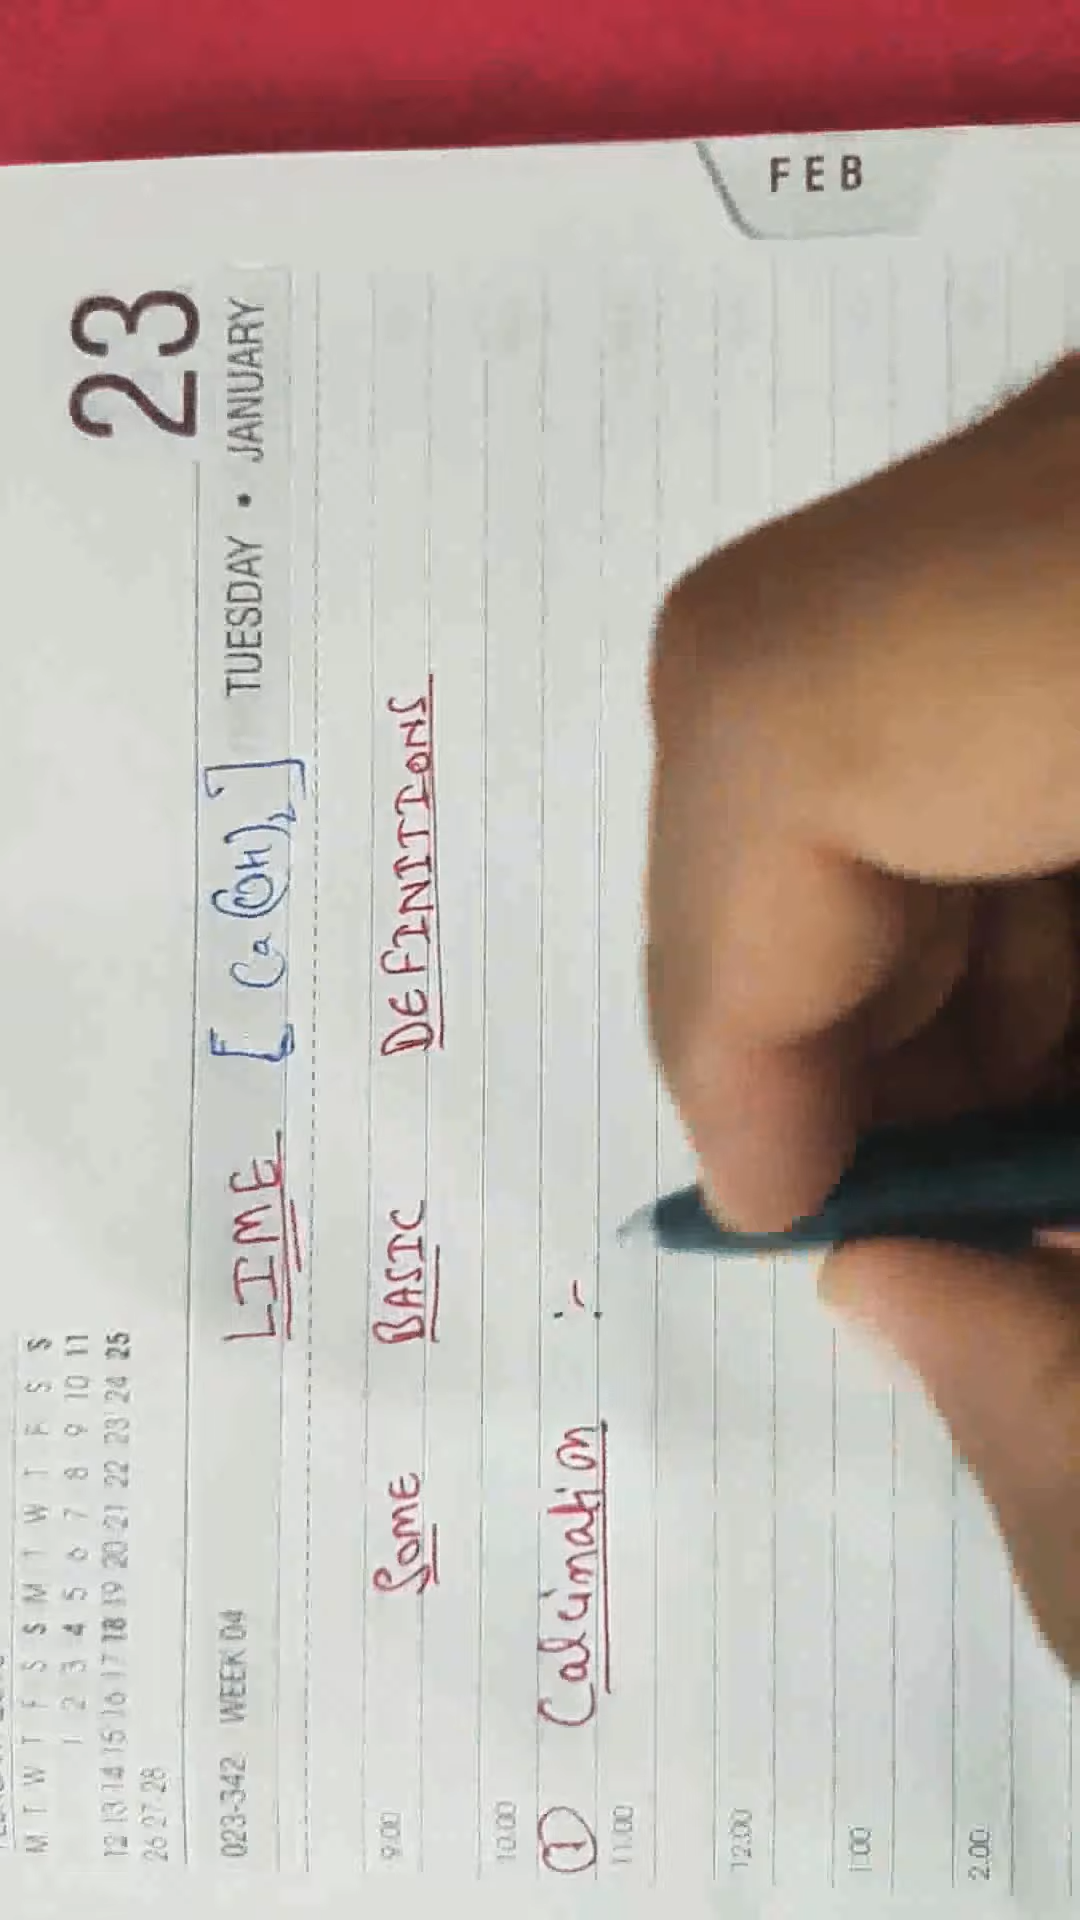 FEB
M T W T F S S M T W T F S S
1 2 3 4 5 6 7 8 9 10 11
12 13 14 15 16 17 18 19 20 21 22 23 24 25
26 27 28
23
023-342 WEEK 04
TUESDAY • JANUARY
LIME [ Ca(OH)2 ]
9:00
SOME BASIC DEFINITIONS
10:00
① Calcination :-
11:00
12:00
1:00
2:00